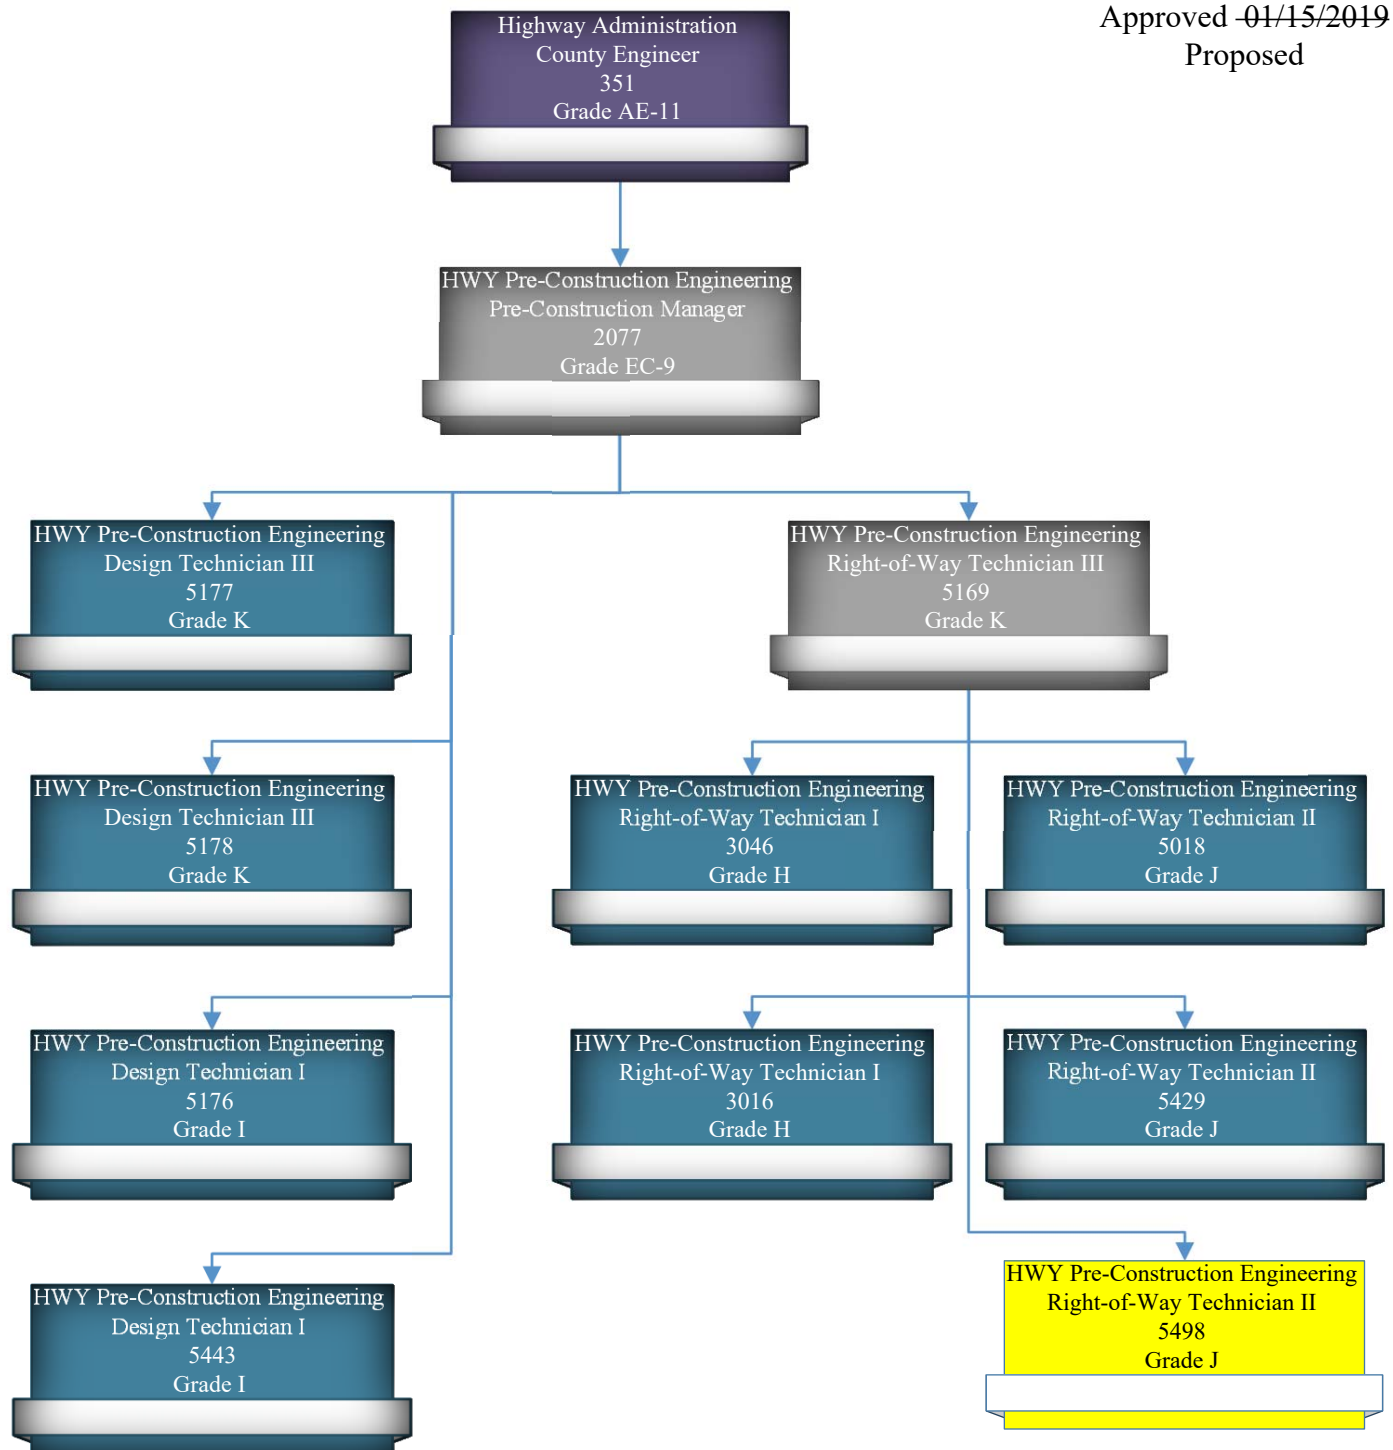 Approved 01/15/2019
Proposed
Highway Administration
County Engineer
351
Grade AE-11
HWY Pre-Construction Engineering
Pre-Construction Manager
2077
Grade EC-9
HWY Pre-Construction Engineering
Design Technician III
5177
Grade K
HWY Pre-Construction Engineering
Right-of-Way Technician III
5169
Grade K
HWY Pre-Construction Engineering
Design Technician III
5178
Grade K
HWY Pre-Construction Engineering
Right-of-Way Technician I
3046
Grade H
HWY Pre-Construction Engineering
Right-of-Way Technician II
5018
Grade J
HWY Pre-Construction Engineering
Design Technician I
5176
Grade I
HWY Pre-Construction Engineering
Right-of-Way Technician I
3016
Grade H
HWY Pre-Construction Engineering
Right-of-Way Technician II
5429
Grade J
HWY Pre-Construction Engineering
Design Technician I
5443
Grade I
HWY Pre-Construction Engineering
Right-of-Way Technician II
5498
Grade J